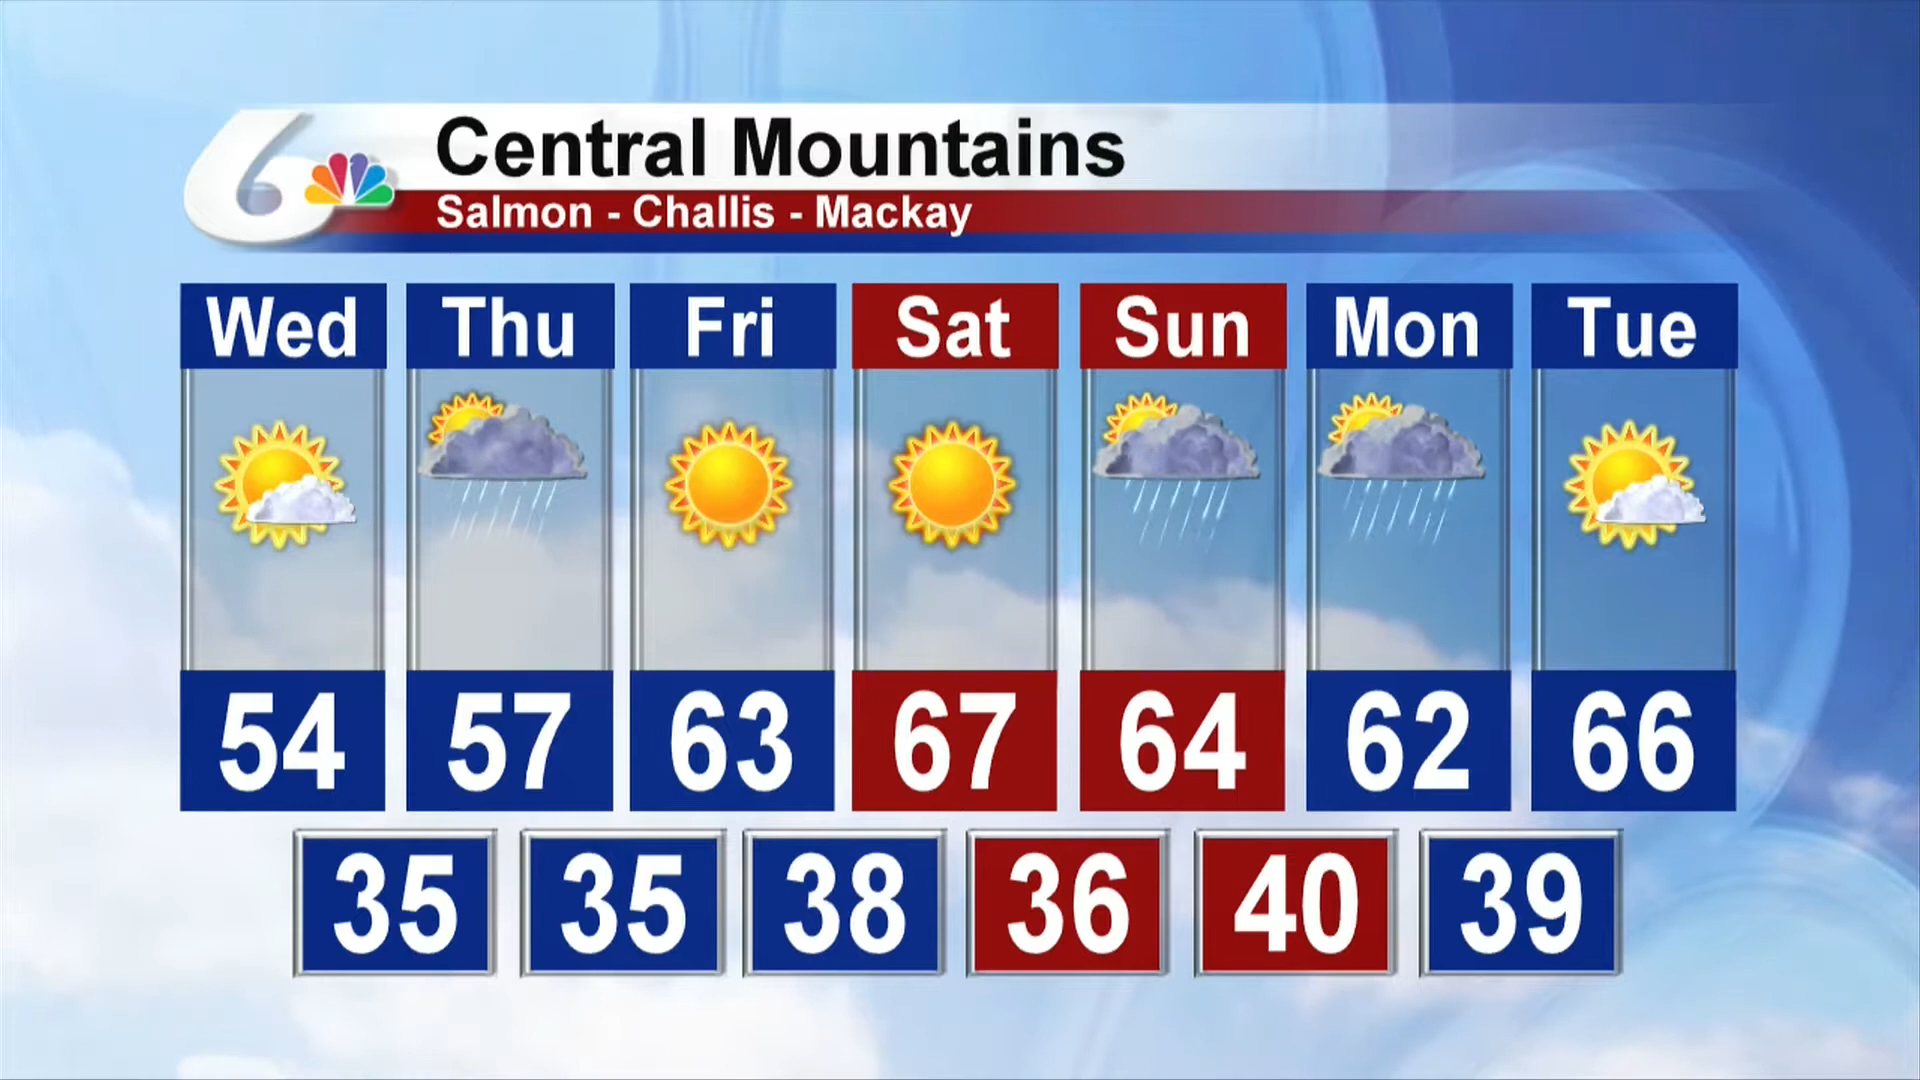 6
Central Mountains
Salmon - Challis - Mackay
Wed Thu Fri Sat Sun Mon Tue
54 57 63 67 64 62 66
35 35 38 36 40 39